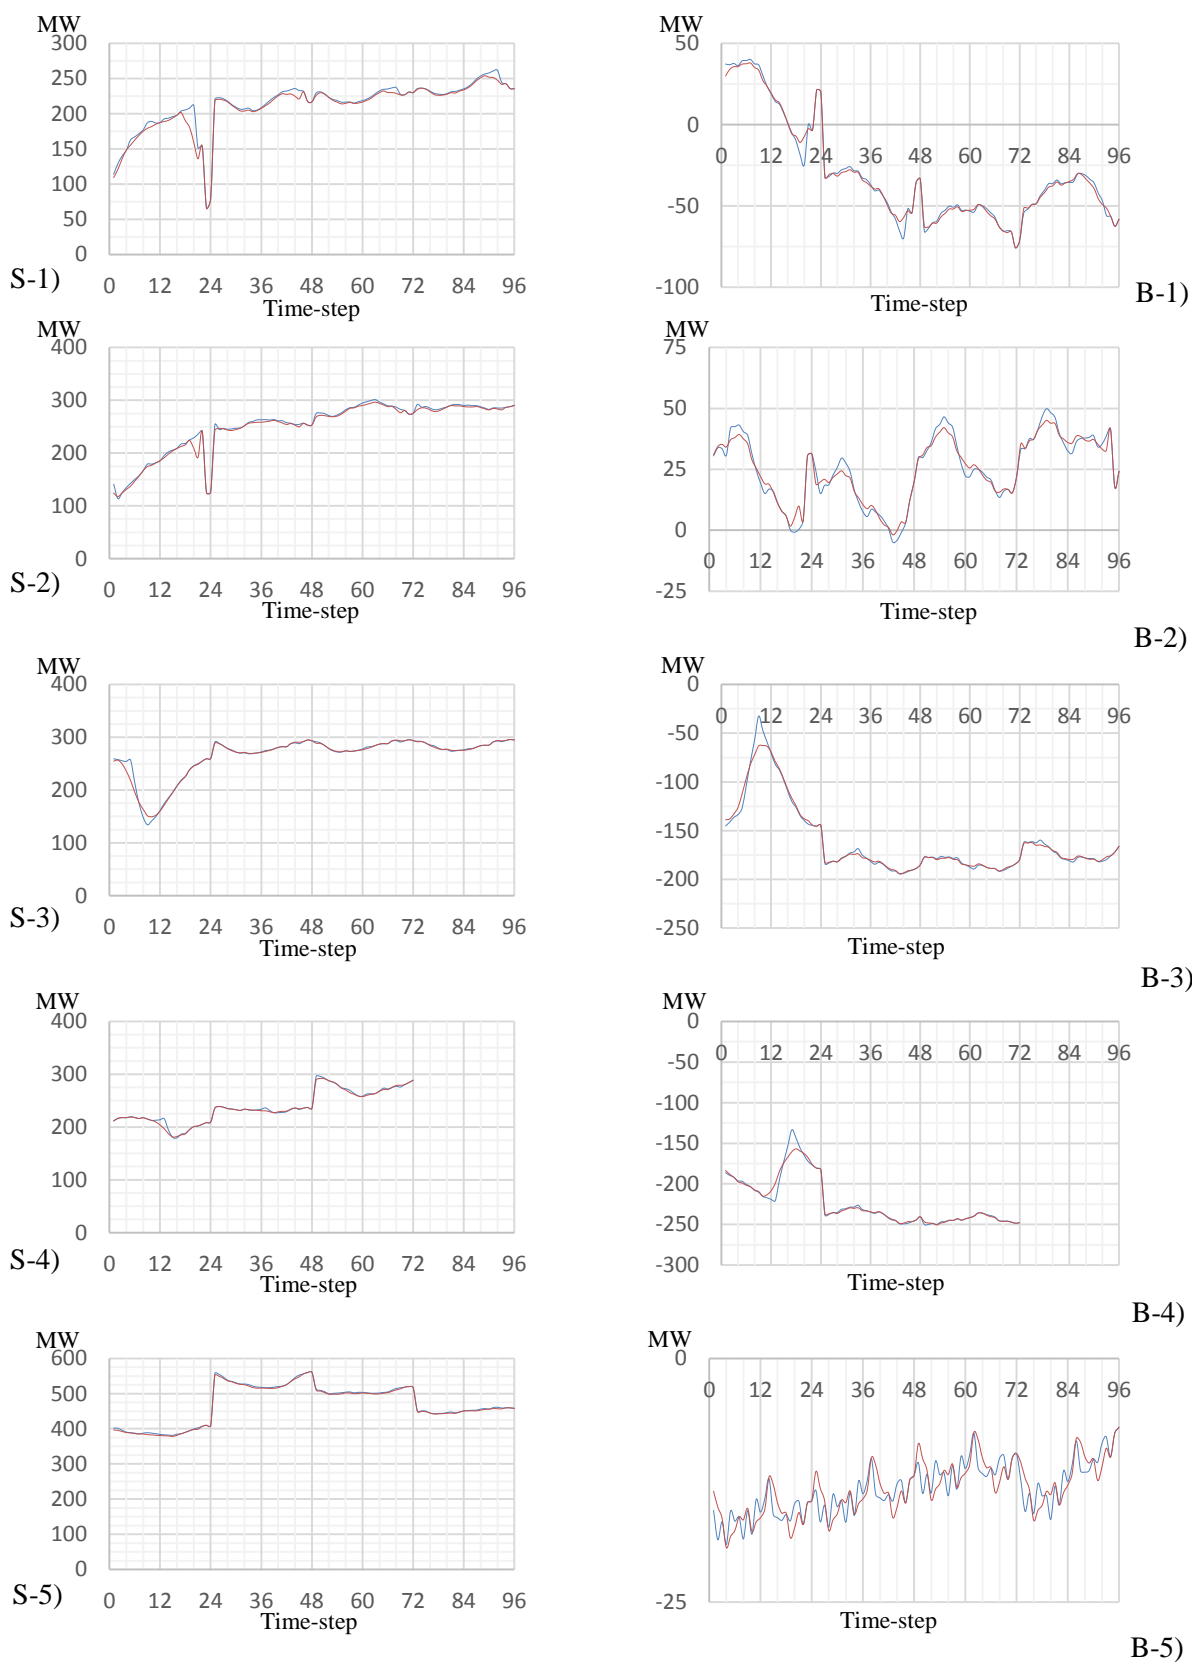 MW
300
250
200
150
100
50
0
0 12 24 36 48 60 72 84 96
Time-step
S-1)
MW
50
0
-50
-100
0 12 24 36 48 60 72 84 96
Time-step
B-1)
MW
400
300
200
100
0
0 12 24 36 48 60 72 84 96
Time-step
S-2)
MW
75
50
25
0
-25
0 12 24 36 48 60 72 84 96
Time-step
B-2)
MW
400
300
200
100
0
0 12 24 36 48 60 72 84 96
Time-step
S-3)
MW
0
-50
-100
-150
-200
-250
0 12 24 36 48 60 72 84 96
Time-step
B-3)
MW
400
300
200
100
0
0 12 24 36 48 60 72 84 96
Time-step
S-4)
MW
0
-50
-100
-150
-200
-250
-300
0 12 24 36 48 60 72 84 96
Time-step
B-4)
MW
600
500
400
300
200
100
0
0 12 24 36 48 60 72 84 96
Time-step
S-5)
MW
0
-25
0 12 24 36 48 60 72 84 96
Time-step
B-5)